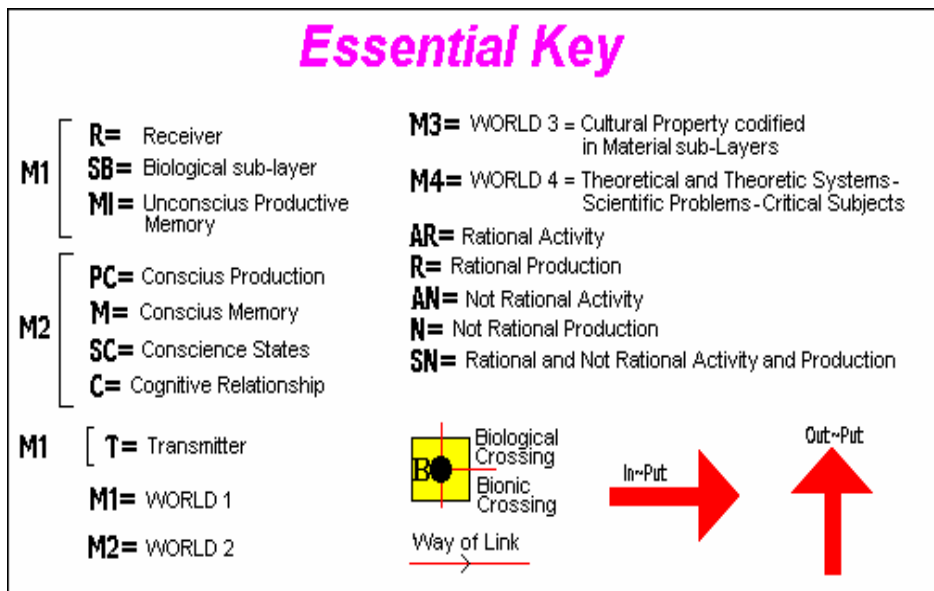 Essential Key
M1
R= Receiver
SB= Biological sub-layer
MI= Unconscius Productive
Memory
M2
PC= Conscius Production
M= Conscius Memory
SC= Conscience States
C= Cognitive Relationship
M1
T= Transmitter
M1= WORLD 1
M2= WORLD 2
M3= WORLD 3 = Cultural Property codified
in Material sub-Layers
M4= WORLD 4 = Theoretical and Theoretic Systems-
Scientific Problems-Critical Subjects
AR= Rational Activity
R= Rational Production
AN= Not Rational Activity
N= Not Rational Production
SN= Rational and Not Rational Activity and Production
B
Biological
Crossing
Bionic
Crossing
Way of Link
In~Put
Out~Put